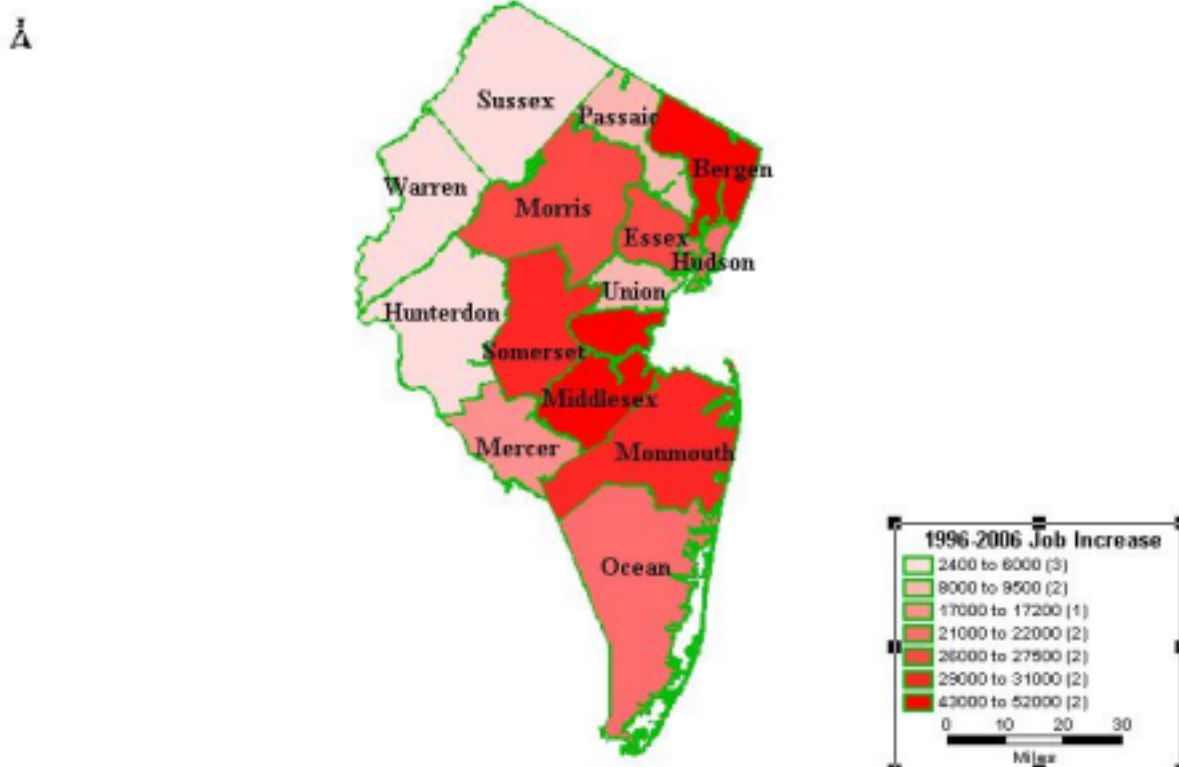 Sussex
Passaic
Bergen
Warren
Morris
Essex
Hudson
Union
Hunterdon
Somerset
Middlesex
Mercer
Monmouth
Ocean
1996-2006 Job Increase
2400 to 6000 (3)
8000 to 9500 (2)
17000 to 17200 (1)
21000 to 22000 (2)
26000 to 27500 (2)
29000 to 31000 (2)
43000 to 52000 (2)
0 10 20 30
Miles